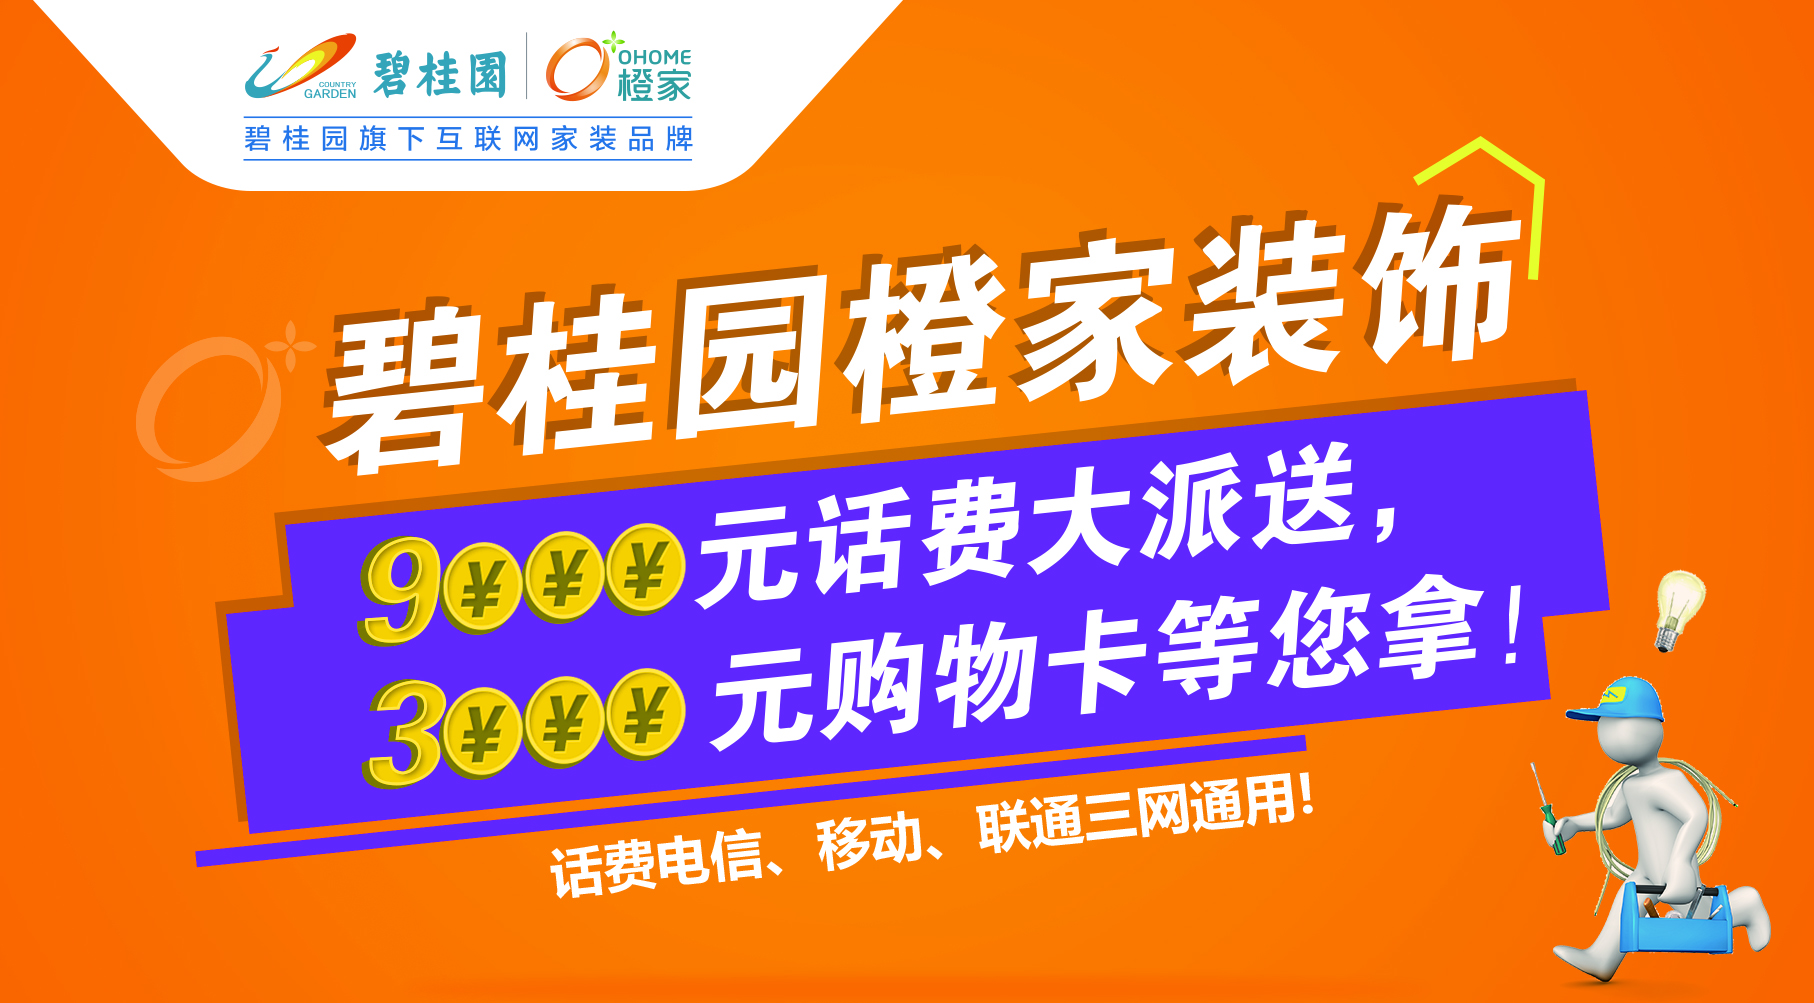 COUNTRY GARDEN 碧桂園 OHOME 橙家
碧桂园旗下互联网家装品牌
碧桂园橙家装饰
9¥¥¥元话费大派送，
3¥¥¥元购物卡等您拿！
话费电信、移动、联通三网通用！